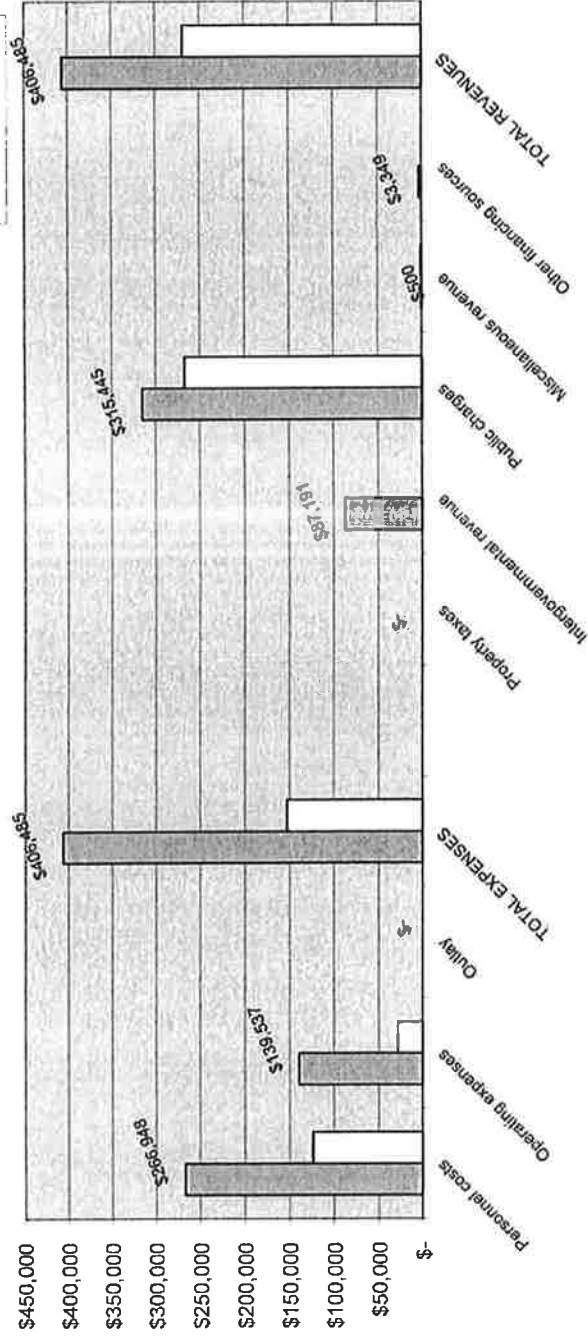 $450,000
$400,000
$350,000
$300,000
$250,000
$200,000
$150,000
$100,000
$50,000
$-
$266,948
$139,537
$-
$406,485
$-
$87,191
$315,445
$500
$3,349
$406,485
Personnel costs
Operating expenses
Outlay
TOTAL EXPENSES
Property taxes
Intergovernmental revenue
Public charges
Miscellaneous revenue
Other financing sources
TOTAL REVENUES